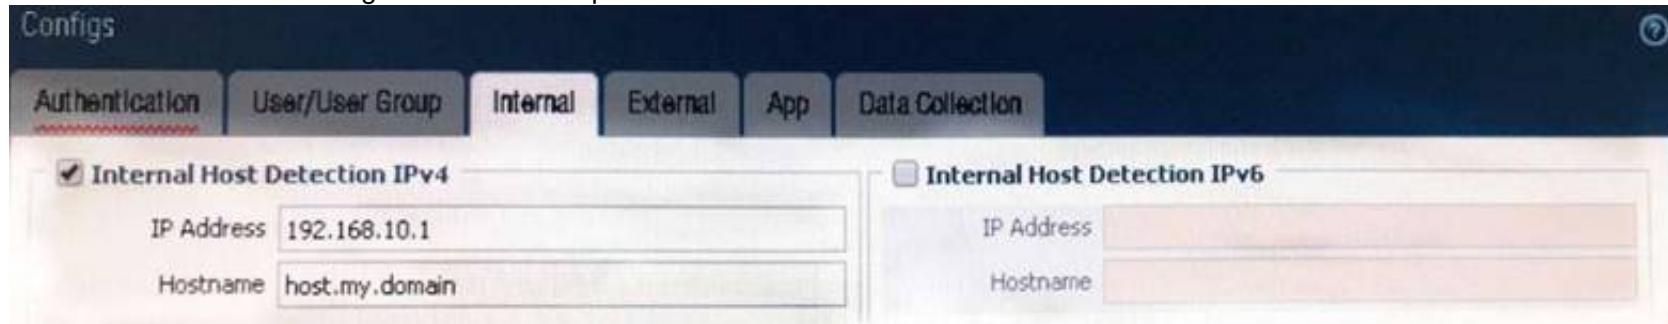 Configs
Authentication User/User Group Internal External App Data Collection
Internal Host Detection IPv4 Internal Host Detection IPv6
IP Address 192.168.10.1 IP Address
Hostname host.my.domain Hostname